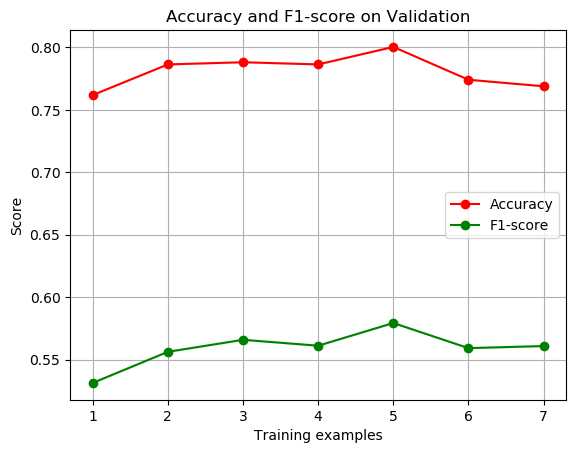 Accuracy and F1-score on Validation
0.80
0.75
0.70
0.65
0.60
0.55
Score
Accuracy
F1-score
1 2 3 4 5 6 7
Training examples